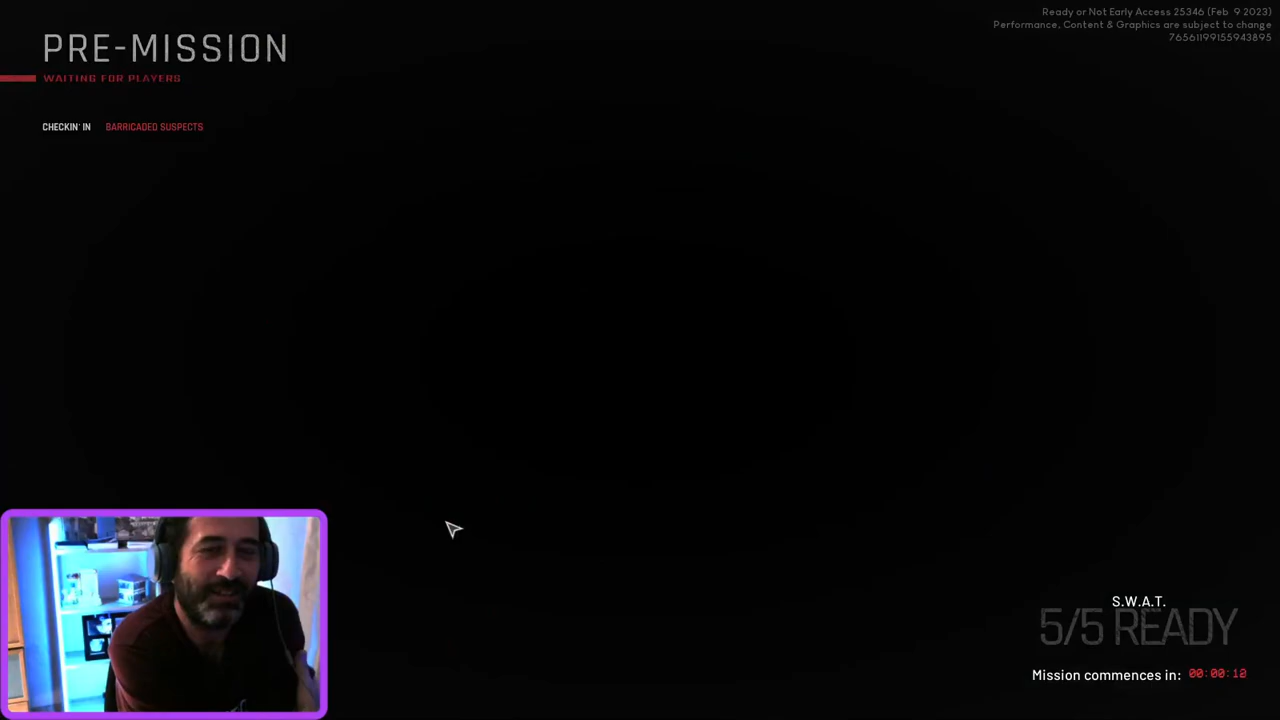 Ready or Not Early Access 25346 (Feb 9 2023)
Performance, Content & Graphics are subject to change
76561199155943895
PRE-MISSION
WAITING FOR PLAYERS
CHECKIN' IN BARRICADED SUSPECTS
S.W.A.T.
5/5 READY
Mission commences in: 00:00:12